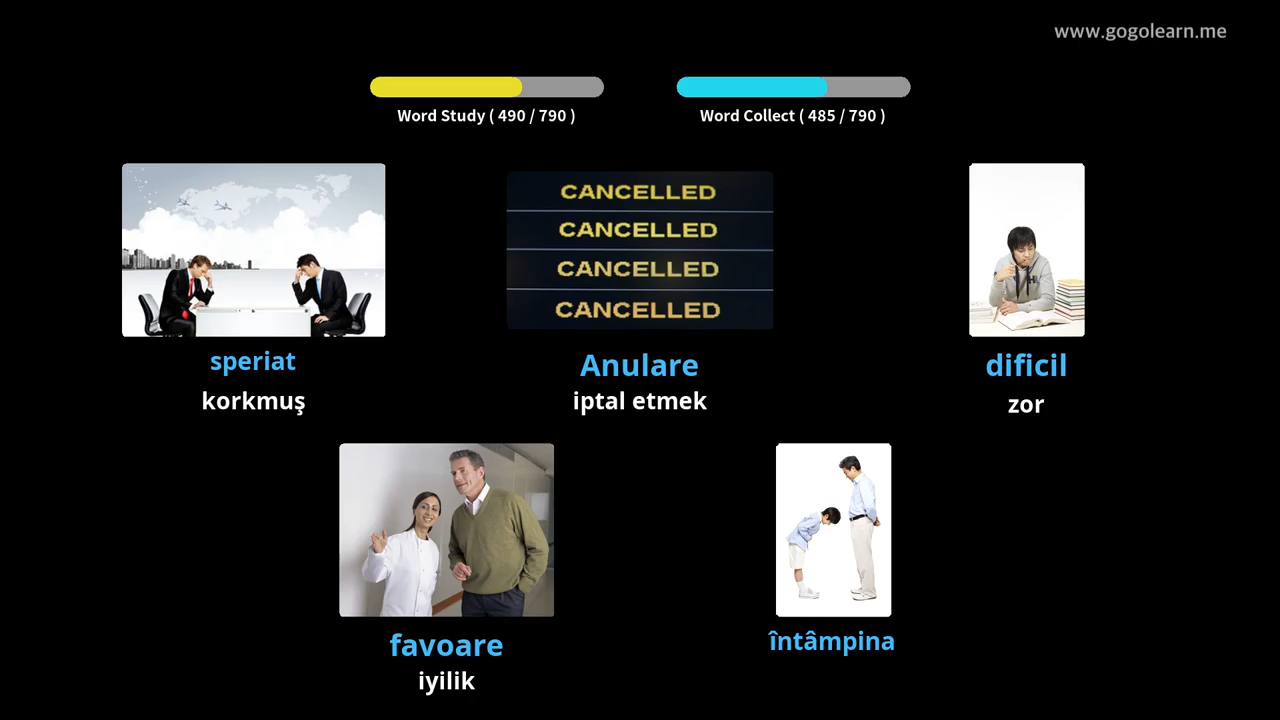 www.gogolearn.me
Word Study ( 490 / 790 )
Word Collect ( 485 / 790 )
CANCELLED
CANCELLED
CANCELLED
CANCELLED
speriat
korkmuş
Anulare
iptal etmek
dificil
zor
favoare
iyilik
întâmpina